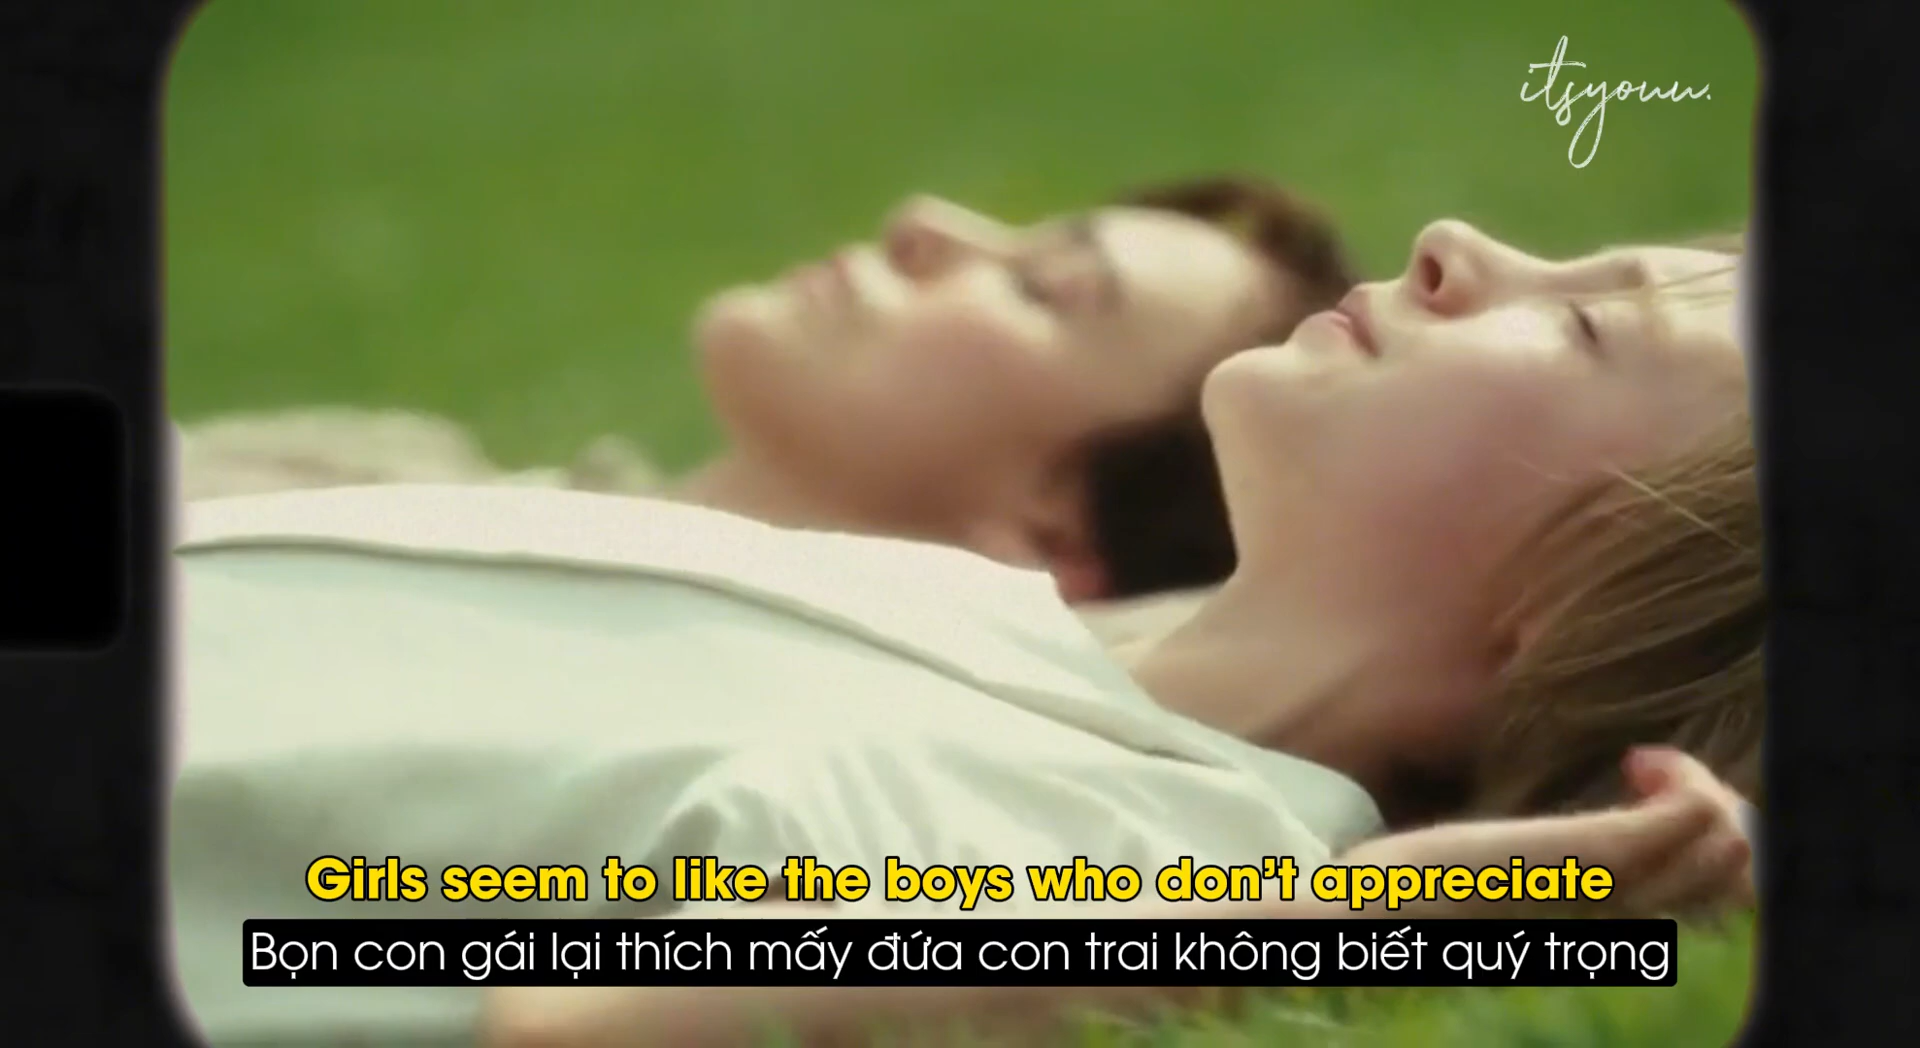 itsyouu.
Girls seem to like the boys who don’t appreciate
Bọn con gái lại thích mấy đứa con trai không biết quý trọng